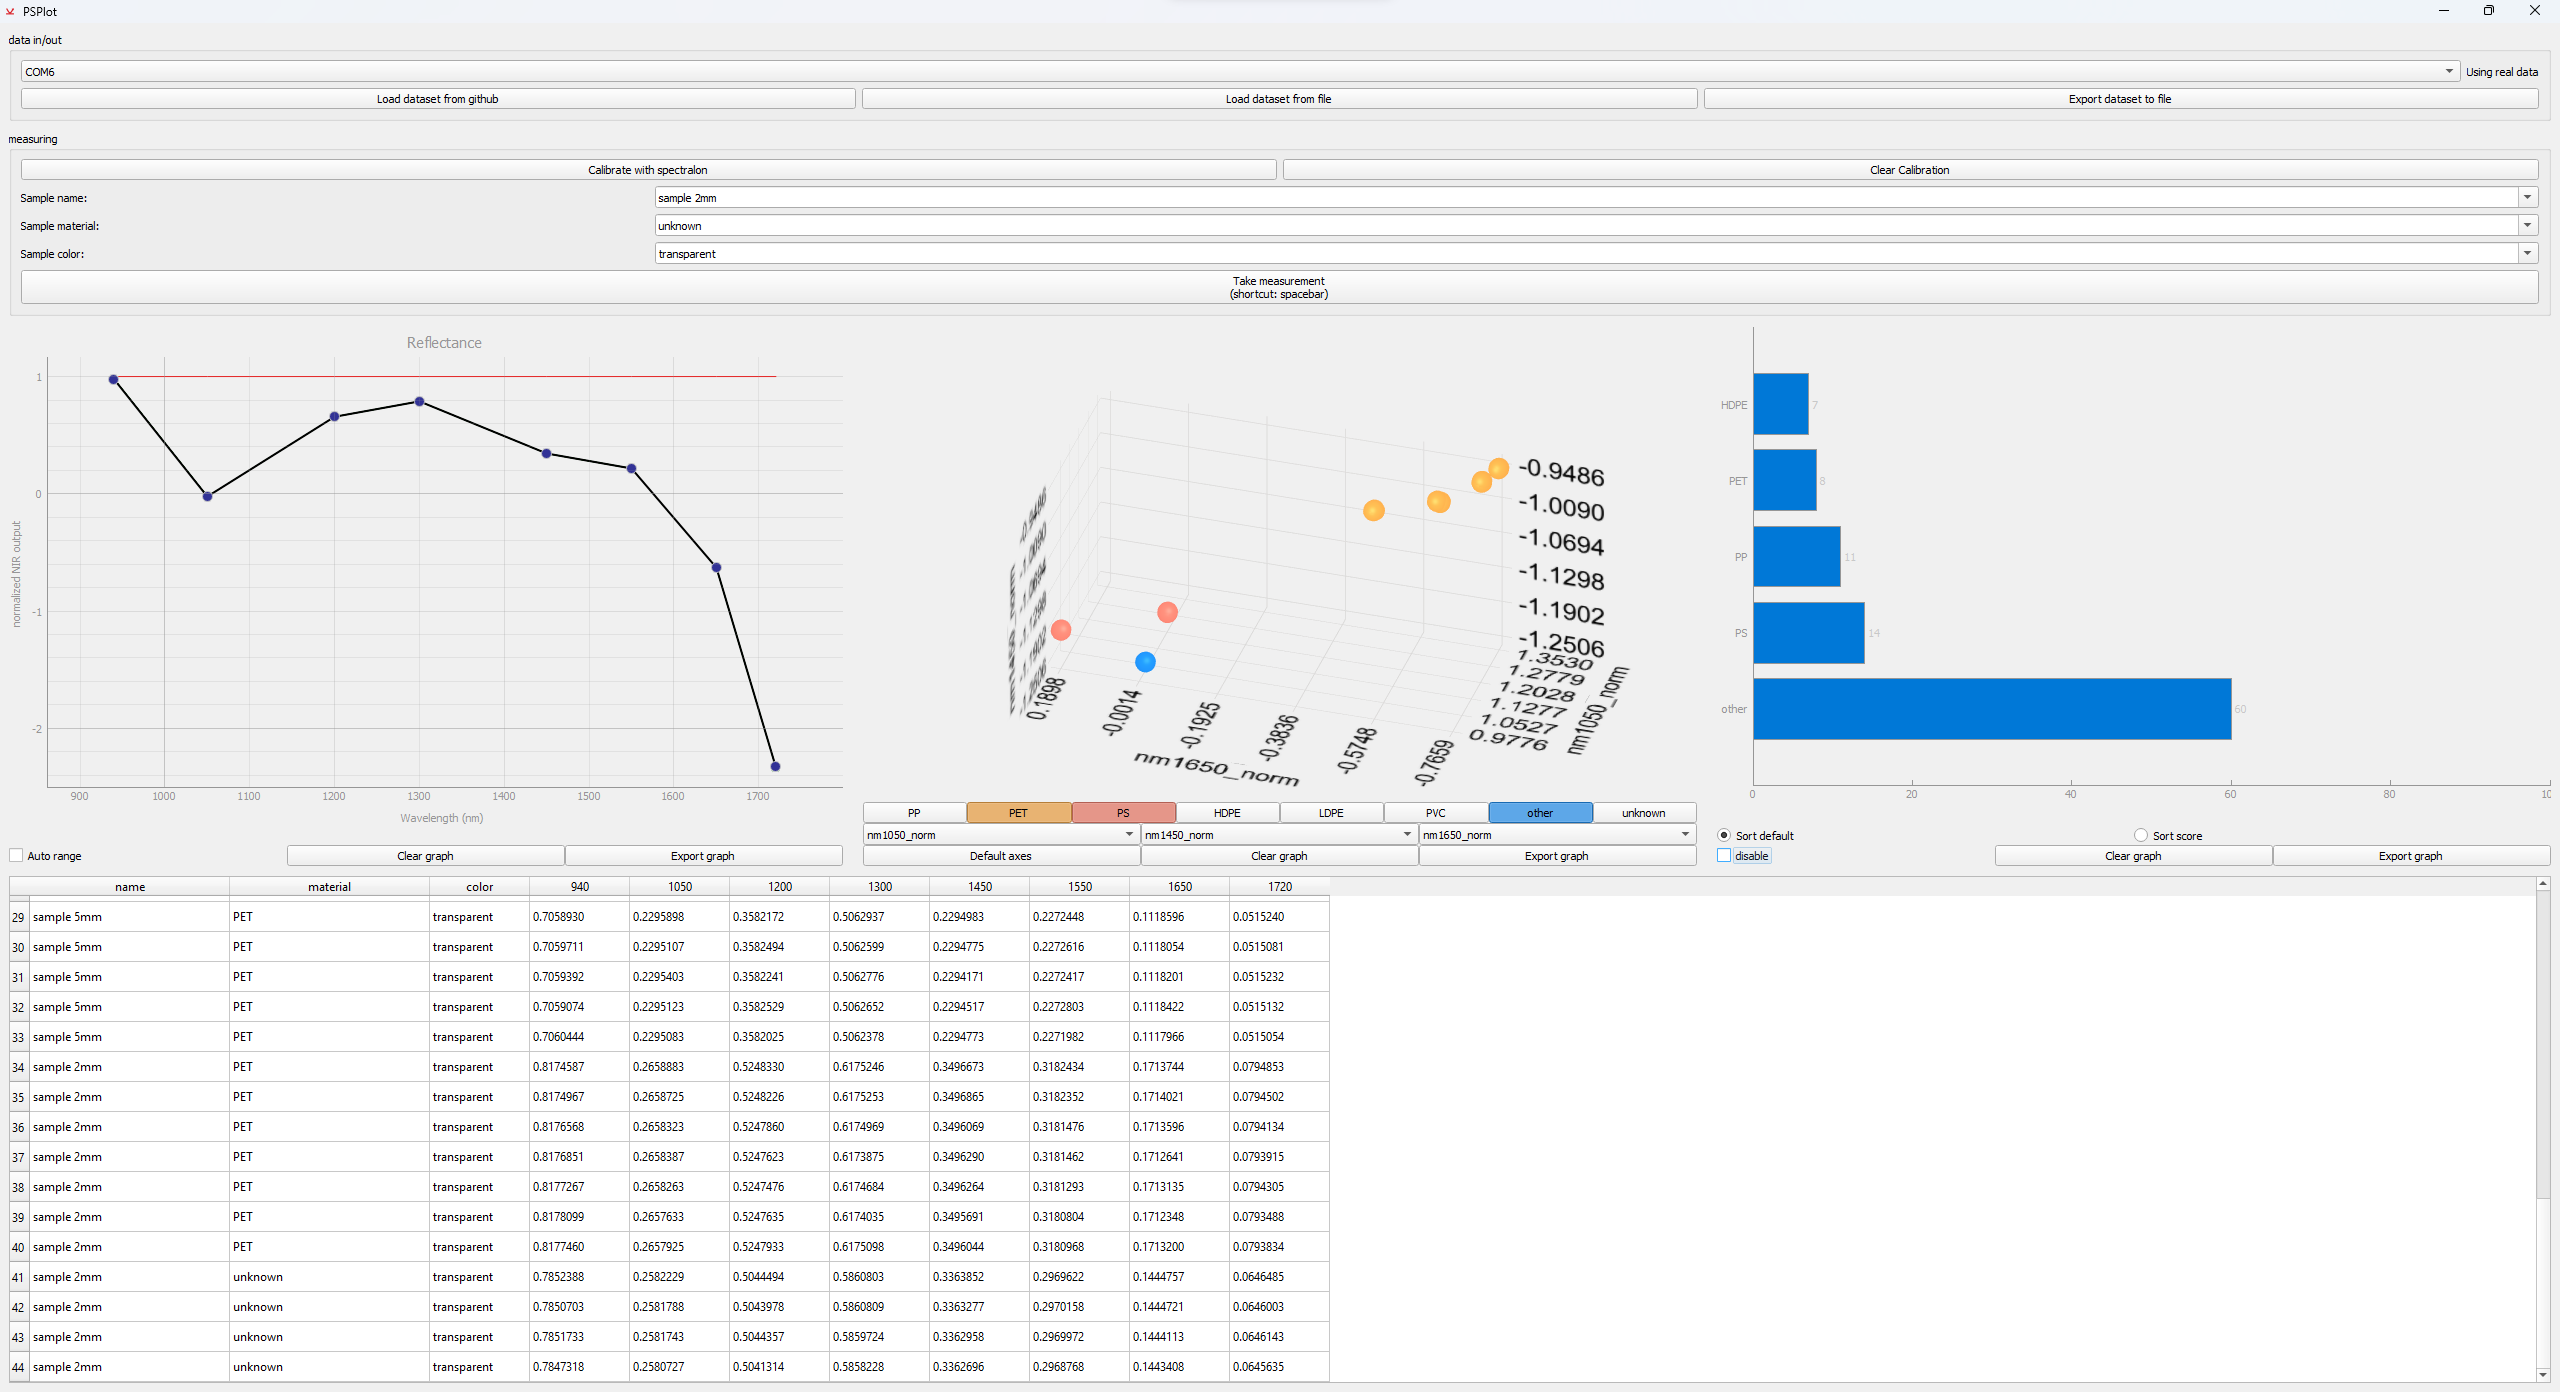 PSPlot
data in/out
COM6 Using real data
Load dataset from github Load dataset from file Export dataset to file
measuring
Calibrate with spectralon Clear Calibration
Sample name: sample 2mm
Sample material: unknown
Sample color: transparent
Take measurement
(shortcut: spacebar)
Reflectance
1
0
-1
-2
normalized NIR output
900 1000 1100 1200 1300 1400 1500 1600 1700
Wavelength (nm)
Auto range Clear graph Export graph
-0.9486
-1.0090
-1.0694
-1.1298
-1.1902
-1.2506
1.3530
1.2779
1.2028
1.1277
1.0527
0.9776
nm1050_norm
0.1898 -0.0014 -0.1925 -0.3836 -0.5748 -0.7659
nm1650_norm
PP PET PS HDPE LDPE PVC other unknown
nm1050_norm nm1450_norm nm1650_norm
Default axes Clear graph Export graph
HDPE 7
PET 8
PP 11
PS 14
other 60
0 20 40 60 80 10
Sort default Sort score
disable Clear graph Export graph
name material color 940 1050 1200 1300 1450 1550 1650 1720
29 sample 5mm PET transparent 0.7058930 0.2295898 0.3582172 0.5062937 0.2294983 0.2272448 0.1118596 0.0515240
30 sample 5mm PET transparent 0.7059711 0.2295107 0.3582494 0.5062599 0.2294775 0.2272616 0.1118054 0.0515081
31 sample 5mm PET transparent 0.7059392 0.2295403 0.3582241 0.5062776 0.2294171 0.2272417 0.1118201 0.0515232
32 sample 5mm PET transparent 0.7059074 0.2295123 0.3582529 0.5062652 0.2294517 0.2272803 0.1118422 0.0515132
33 sample 5mm PET transparent 0.7060444 0.2295083 0.3582025 0.5062378 0.2294773 0.2271982 0.1117966 0.0515054
34 sample 2mm PET transparent 0.8174587 0.2658883 0.5248330 0.6175246 0.3496673 0.3182434 0.1713744 0.0794853
35 sample 2mm PET transparent 0.8174967 0.2658725 0.5248226 0.6175253 0.3496865 0.3182352 0.1714021 0.0794502
36 sample 2mm PET transparent 0.8176568 0.2658323 0.5247860 0.6174969 0.3496069 0.3181476 0.1713596 0.0794134
37 sample 2mm PET transparent 0.8176851 0.2658387 0.5247623 0.6173875 0.3496290 0.3181462 0.1712641 0.0793915
38 sample 2mm PET transparent 0.8177267 0.2658263 0.5247476 0.6174684 0.3496264 0.3181293 0.1713135 0.0794305
39 sample 2mm PET transparent 0.8178099 0.2657633 0.5247635 0.6174035 0.3495691 0.3180804 0.1712348 0.0793488
40 sample 2mm PET transparent 0.8177460 0.2657925 0.5247933 0.6175098 0.3496044 0.3180968 0.1713200 0.0793834
41 sample 2mm unknown transparent 0.7852388 0.2582229 0.5044494 0.5860803 0.3363852 0.2969622 0.1444757 0.0646485
42 sample 2mm unknown transparent 0.7850703 0.2581788 0.5043978 0.5860809 0.3363277 0.2970158 0.1444721 0.0646003
43 sample 2mm unknown transparent 0.7851733 0.2581743 0.5044357 0.5859724 0.3362958 0.2969972 0.1444113 0.0646143
44 sample 2mm unknown transparent 0.7847318 0.2580727 0.5041314 0.5858228 0.3362696 0.2968768 0.1443408 0.0645635